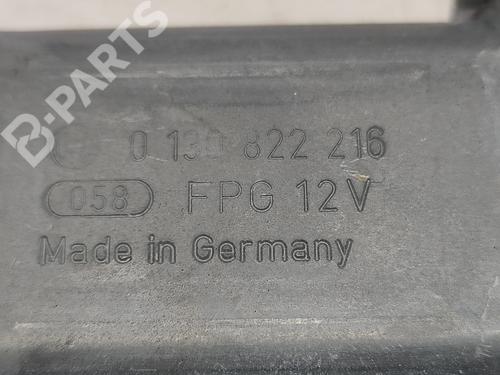 B-PARTS
0 130 822 216
058 FPG 12V
Made in Germany